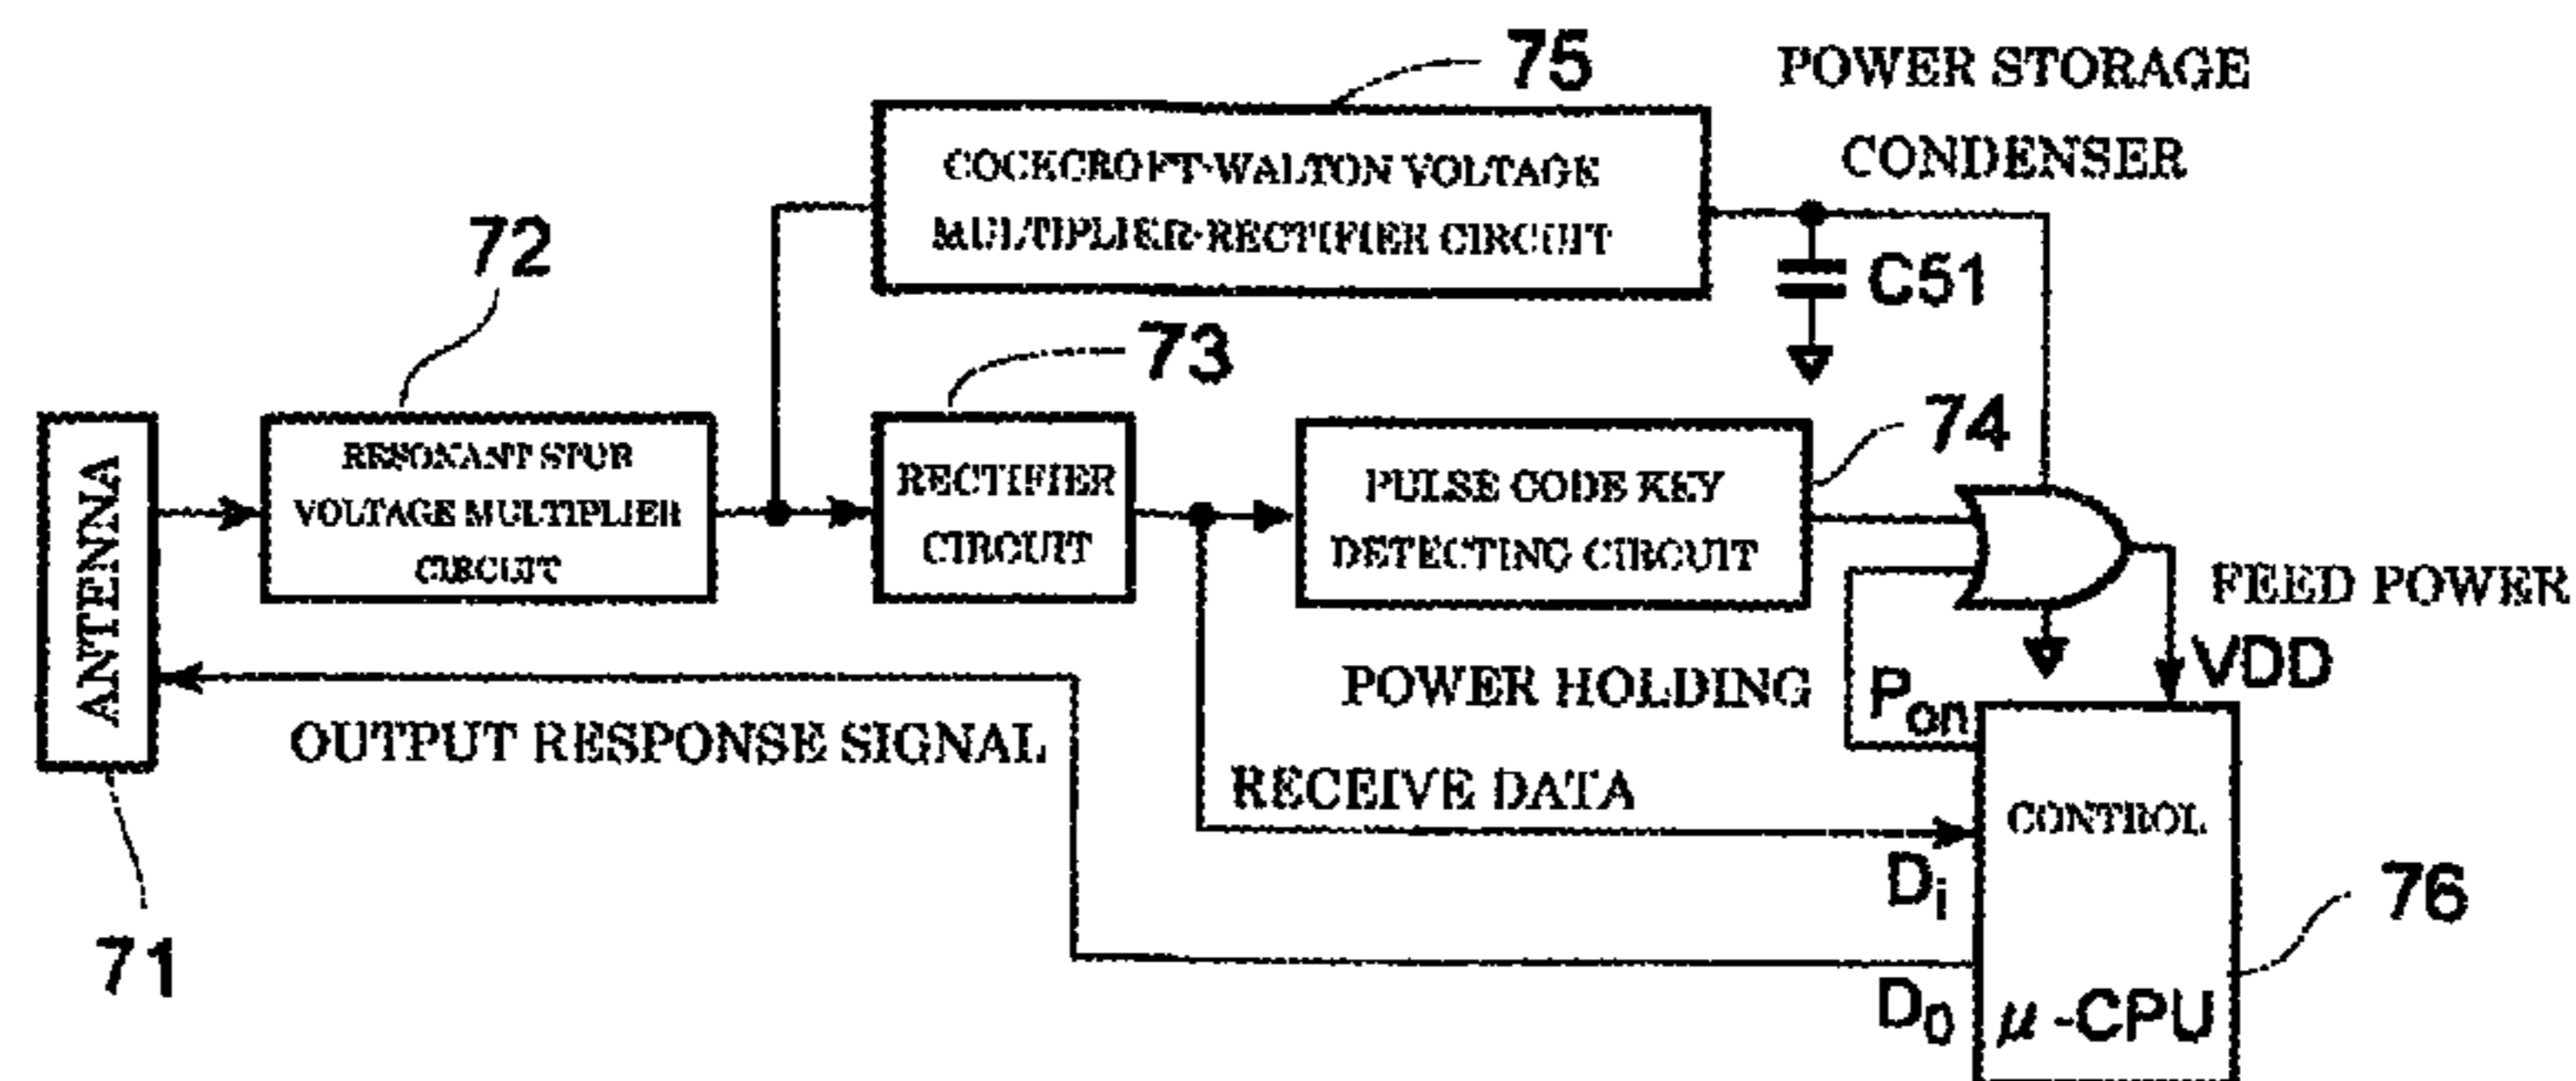 75
POWER STORAGE
CONDENSER
COCKCROFT-WALTON VOLTAGE
MULTIPLIER-RECTIFIER CIRCUIT
C51
72
73
74
RESONANT STUB
VOLTAGE MULTIPLIER
CIRCUIT
RECTIFIER
CIRCUIT
PULSE CODE KEY
DETECTING CIRCUIT
ANTENNA
FEED POWER
VDD
POWER HOLDING
Pon
OUTPUT RESPONSE SIGNAL
RECEIVE DATA
CONTROL
Di
76
71
D0
μ-CPU